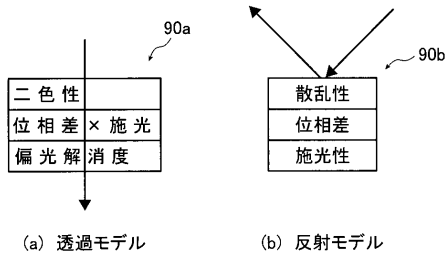 90a
二色性
位相差×施光
偏光解消度
(a) 透過モデル
90b
散乱性
位相差
施光性
(b) 反射モデル